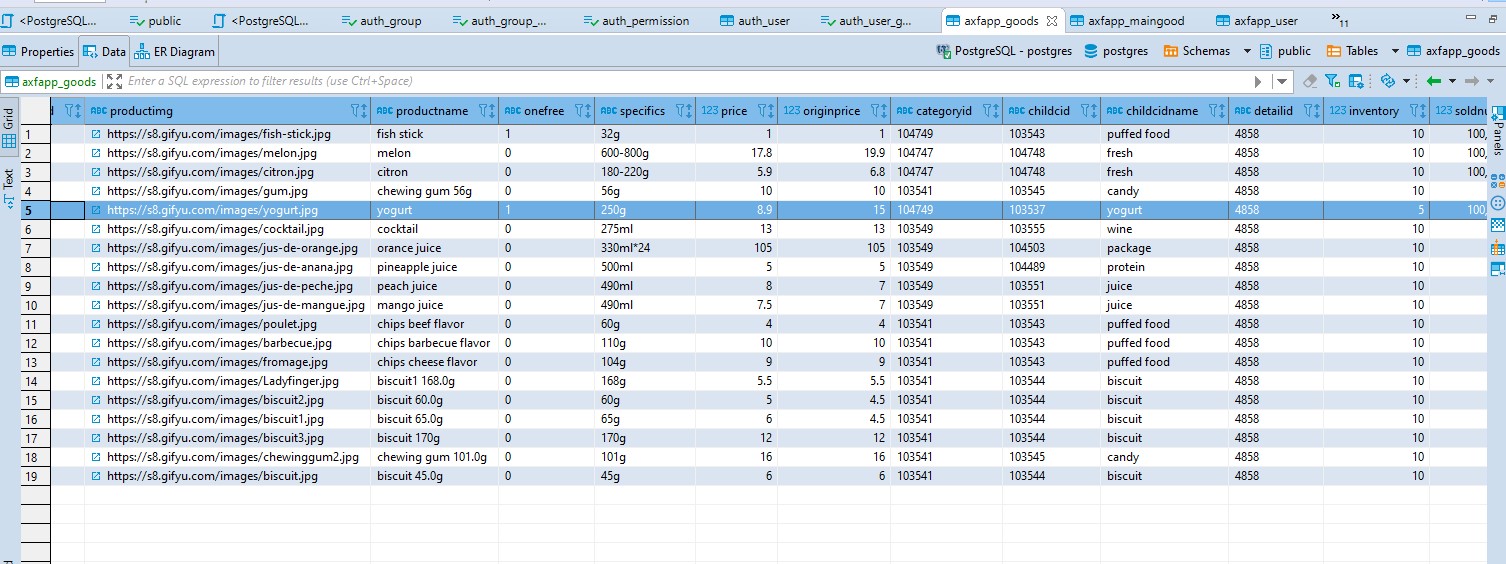 <PostgreSQL... public <PostgreSQL... auth_group auth_group_... auth_permission auth_user auth_user_g... axfapp_goods axfapp_maingood axfapp_user »11
Properties Data ER Diagram PostgreSQL - postgres postgres Schemas public Tables axfapp_goods
axfapp_goods Enter a SQL expression to filter results (use Ctrl+Space)
Grid
Text
Panels
ABC productimg ABC productname ABC onefree ABC specifics 123 price 123 originprice ABC categoryid ABC childcid ABC childcidname ABC detailid 123 inventory 123 soldnu
1 https://s8.gifyu.com/images/fish-stick.jpg fish stick 1 32g 1 1 104749 103543 puffed food 4858 10 100,
2 https://s8.gifyu.com/images/melon.jpg melon 0 600-800g 17.8 19.9 104747 104748 fresh 4858 10 100,
3 https://s8.gifyu.com/images/citron.jpg citron 0 180-220g 5.9 6.8 104747 104748 fresh 4858 10 100,
4 https://s8.gifyu.com/images/gum.jpg chewing gum 56g 0 56g 10 10 103541 103545 candy 4858 10
5 https://s8.gifyu.com/images/yogurt.jpg yogurt 1 250g 8.9 15 104749 103537 yogurt 4858 5 100,
6 https://s8.gifyu.com/images/cocktail.jpg cocktail 0 275ml 13 13 103549 103555 wine 4858 10
7 https://s8.gifyu.com/images/jus-de-orange.jpg orance juice 0 330ml*24 105 105 103549 104503 package 4858 10
8 https://s8.gifyu.com/images/jus-de-anana.jpg pineapple juice 0 500ml 5 5 103549 104489 protein 4858 10
9 https://s8.gifyu.com/images/jus-de-peche.jpg peach juice 0 490ml 8 7 103549 103551 juice 4858 10
10 https://s8.gifyu.com/images/jus-de-mangue.jpg mango juice 0 490ml 7.5 7 103549 103551 juice 4858 10
11 https://s8.gifyu.com/images/poulet.jpg chips beef flavor 0 60g 4 4 103541 103543 puffed food 4858 10
12 https://s8.gifyu.com/images/barbecue.jpg chips barbecue flavor 0 110g 10 10 103541 103543 puffed food 4858 10
13 https://s8.gifyu.com/images/fromage.jpg chips cheese flavor 0 104g 9 9 103541 103543 puffed food 4858 10
14 https://s8.gifyu.com/images/Ladyfinger.jpg biscuit1 168.0g 0 168g 5.5 5.5 103541 103544 biscuit 4858 10
15 https://s8.gifyu.com/images/biscuit2.jpg biscuit 60.0g 0 60g 5 4.5 103541 103544 biscuit 4858 10
16 https://s8.gifyu.com/images/biscuit1.jpg biscuit 65.0g 0 65g 6 4.5 103541 103544 biscuit 4858 10
17 https://s8.gifyu.com/images/biscuit3.jpg biscuit 170g 0 170g 12 12 103541 103544 biscuit 4858 10
18 https://s8.gifyu.com/images/chewinggum2.jpg chewing gum 101.0g 0 101g 16 16 103541 103545 candy 4858 10
19 https://s8.gifyu.com/images/biscuit.jpg biscuit 45.0g 0 45g 6 6 103541 103544 biscuit 4858 10